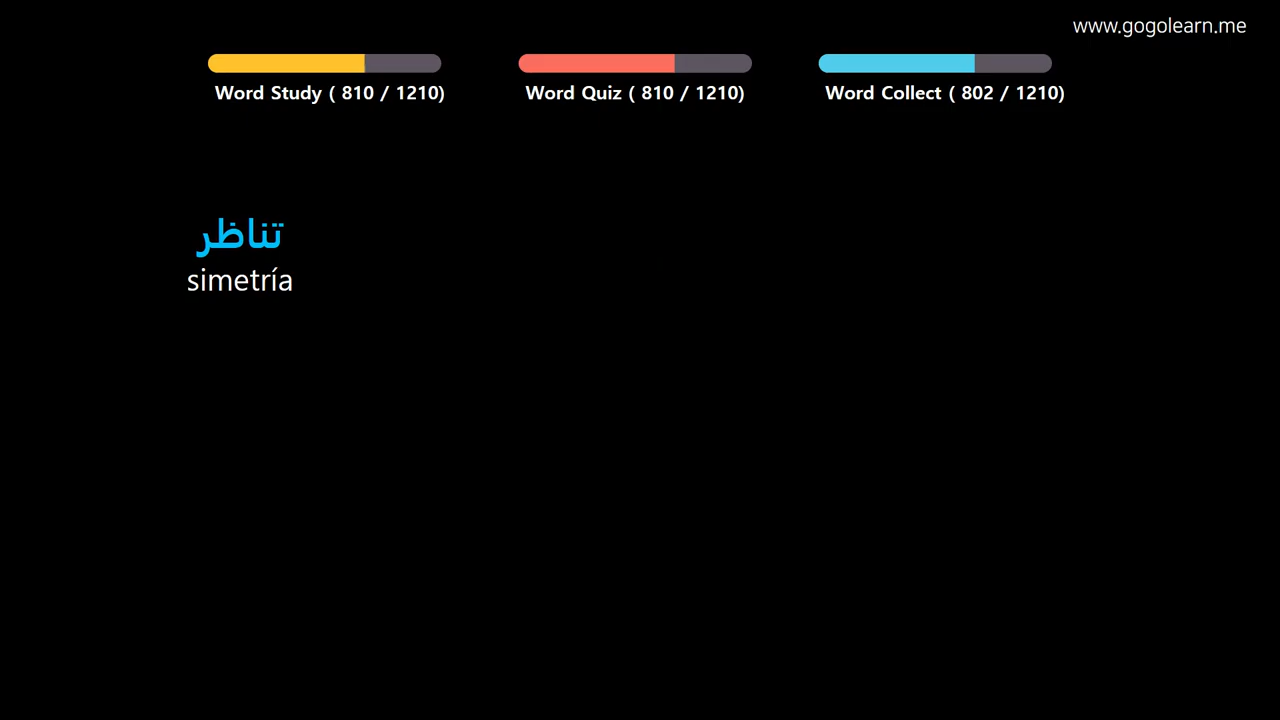 www.gogolearn.me
Word Study ( 810 / 1210)
Word Quiz ( 810 / 1210)
Word Collect ( 802 / 1210)
تناظر
simetría